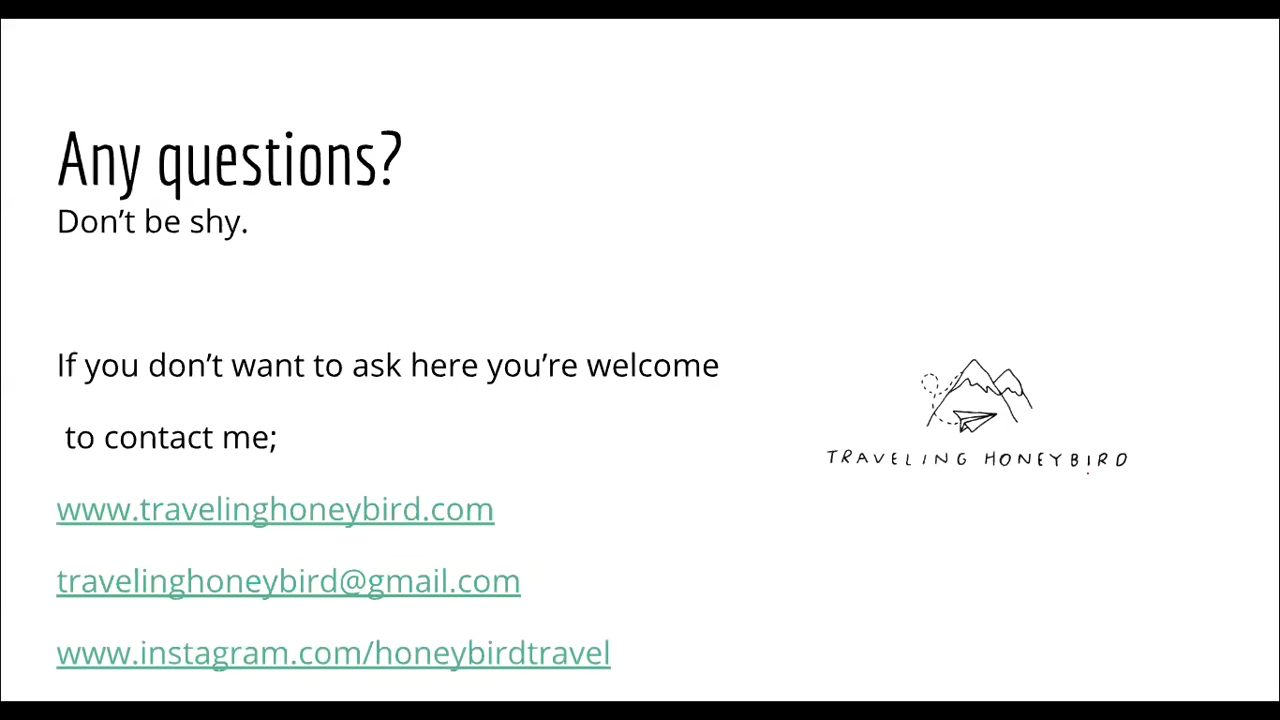 Any questions?
Don’t be shy.
If you don’t want to ask here you’re welcome
to contact me;
www.travelinghoneybird.com
travelinghoneybird@gmail.com
www.instagram.com/honeybirdtravel
TRAVELING HONEYBIRD